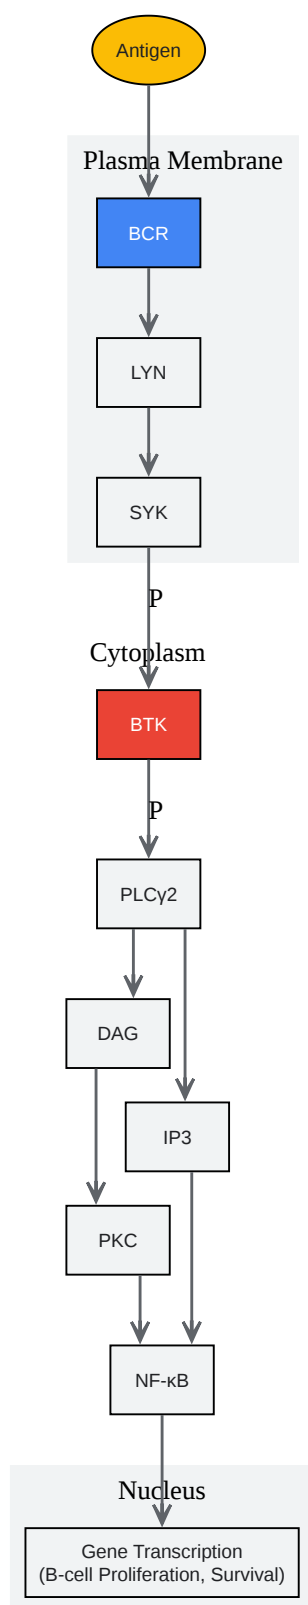 Antigen
Plasma Membrane
BCR
LYN
SYK
P
Cytoplasm
BTK
P
PLCγ2
DAG
IP3
PKC
NF-κB
Nucleus
Gene Transcription
(B-cell Proliferation, Survival)